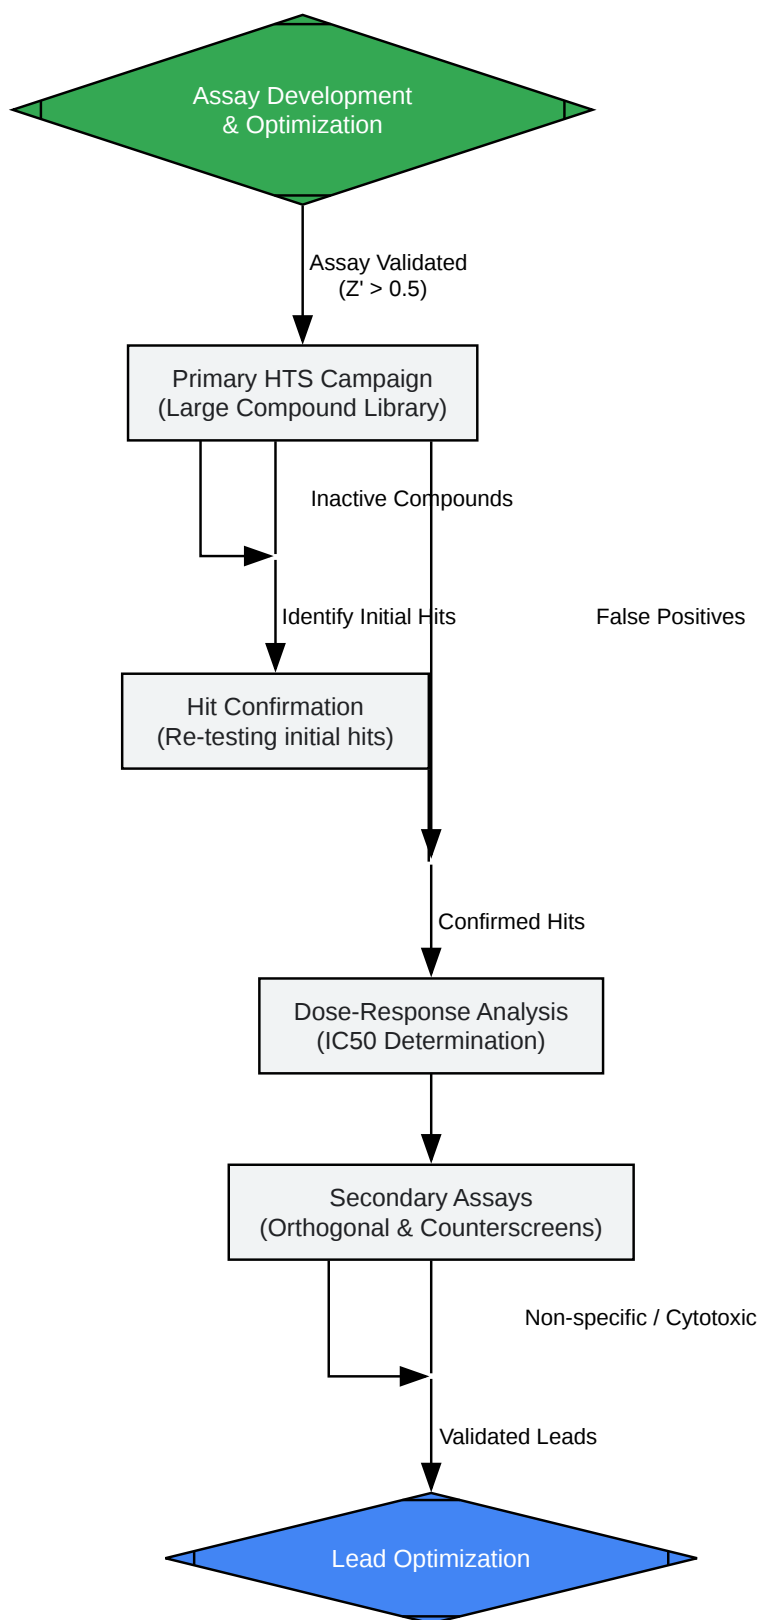 Assay Development
& Optimization
Assay Validated
(Z' > 0.5)
Primary HTS Campaign
(Large Compound Library)
Inactive Compounds
Identify Initial Hits
False Positives
Hit Confirmation
(Re-testing initial hits)
Confirmed Hits
Dose-Response Analysis
(IC50 Determination)
Secondary Assays
(Orthogonal & Counterscreens)
Non-specific / Cytotoxic
Validated Leads
Lead Optimization